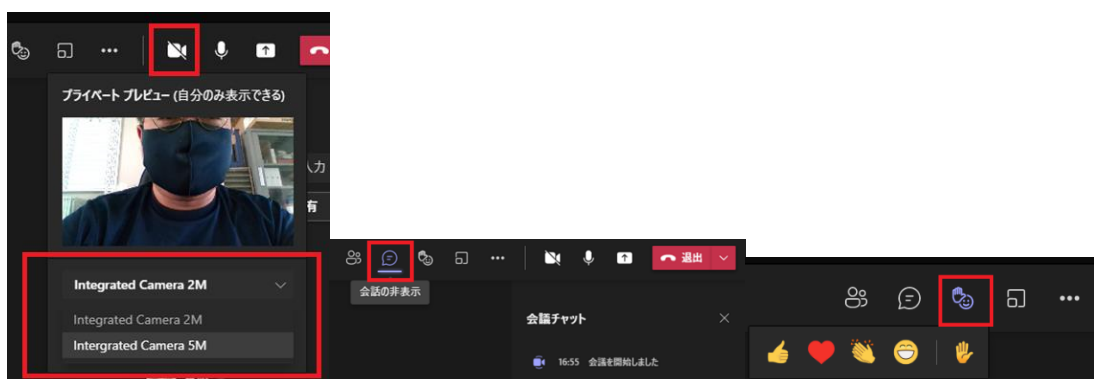 プライベート プレビュー (自分のみ表示できる)
入力
有
Integrated Camera 2M
Integrated Camera 2M
Intergrated Camera 5M
退出
会話の非表示
会議チャット
16:55 会議を開始しました